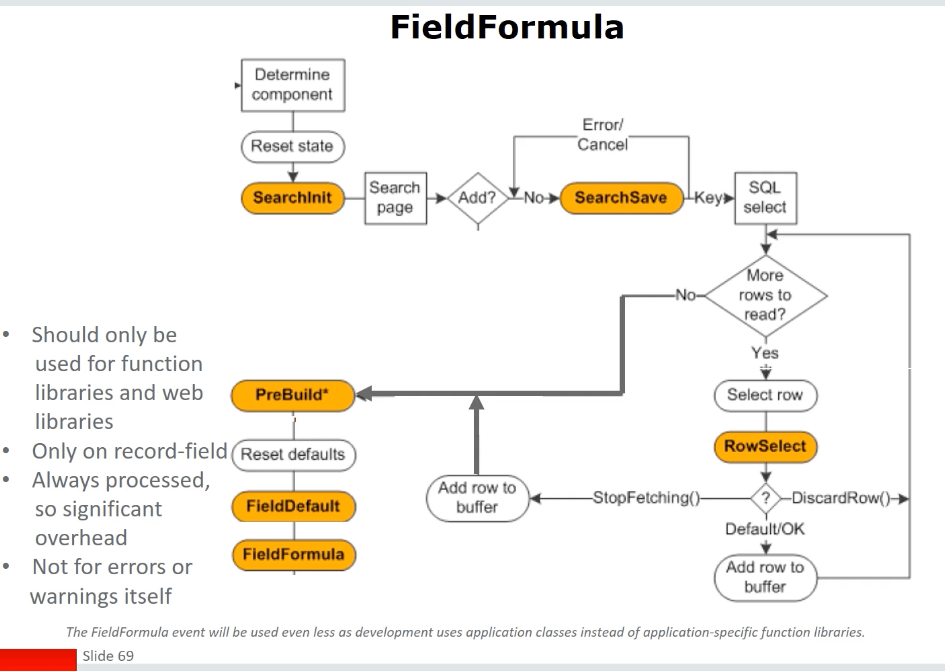 FieldFormula
Determine
component
Reset state
SearchInit
Search
page
Add?
No
Error/
Cancel
SearchSave
Key
SQL
select
More
rows to
read?
No
Yes
Select row
RowSelect
?
StopFetching()
DiscardRow()
Add row to
buffer
Default/OK
Add row to
buffer
PreBuild*
Reset defaults
FieldDefault
FieldFormula
• Should only be
used for function
libraries and web
libraries
• Only on record-field
• Always processed,
so significant
overhead
• Not for errors or
warnings itself
The FieldFormula event will be used even less as development uses application classes instead of application-specific function libraries.
Slide 69